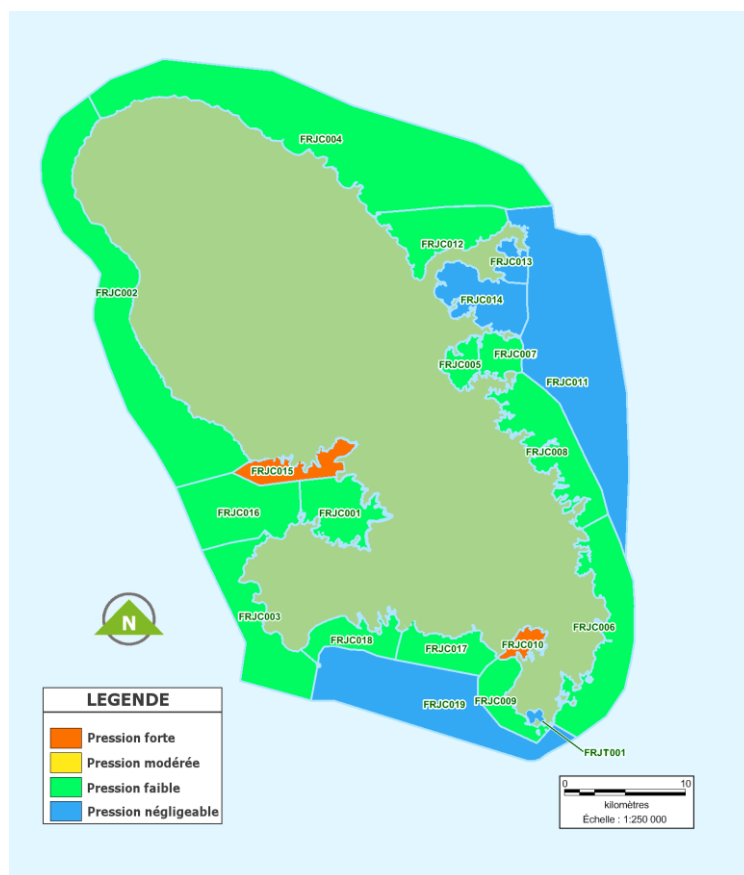 FRJC004
FRJC012
FRJC013
FRJC002
FRJC014
FRJC007
FRJC005
FRJC011
FRJC008
FRJC015
FRJC016
FRJC001
FRJC003
FRJC006
FRJC018
FRJC010
FRJC017
FRJC009
FRJC019
FRJT001
N
LEGENDE
Pression forte
Pression modérée
Pression faible
Pression négligeable
0 10
kilomètres
Échelle : 1:250 000